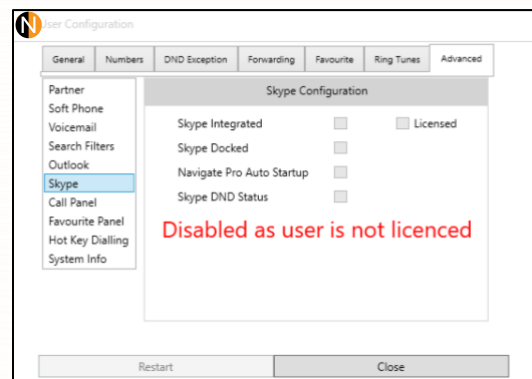 N User Configuration
General Numbers DND Exception Forwarding Favourite Ring Tunes Advanced
Partner
Soft Phone
Voicemail
Search Filters
Outlook
Skype
Call Panel
Favourite Panel
Hot Key Dialling
System Info
Skype Configuration
Skype Integrated Licensed
Skype Docked
Navigate Pro Auto Startup
Skype DND Status
Disabled as user is not licenced
Restart Close